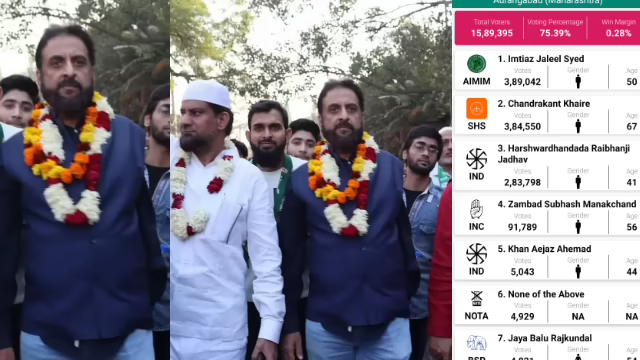 Aurangabad (Maharashtra)
Total Voters
Voting Percentage
Win Margin
15,89,395
75.39%
0.28%
AIMIM
1. Imtiaz Jaleel Syed
Votes
Gender
Age
3,89,042
50
SHS
2. Chandrakant Khaire
Votes
Gender
Age
3,84,550
67
IND
3. Harshwardhandada Raibhanji
Jadhav
Votes
Gender
Age
2,83,798
41
INC
4. Zambad Subhash Manakchand
Votes
Gender
Age
91,789
56
IND
5. Khan Aejaz Ahemad
Votes
Gender
Age
5,043
44
NOTA
6. None of the Above
Votes
Gender
Age
4,929
NA
NA
7. Jaya Balu Rajkundal
Votes
Gender
Age